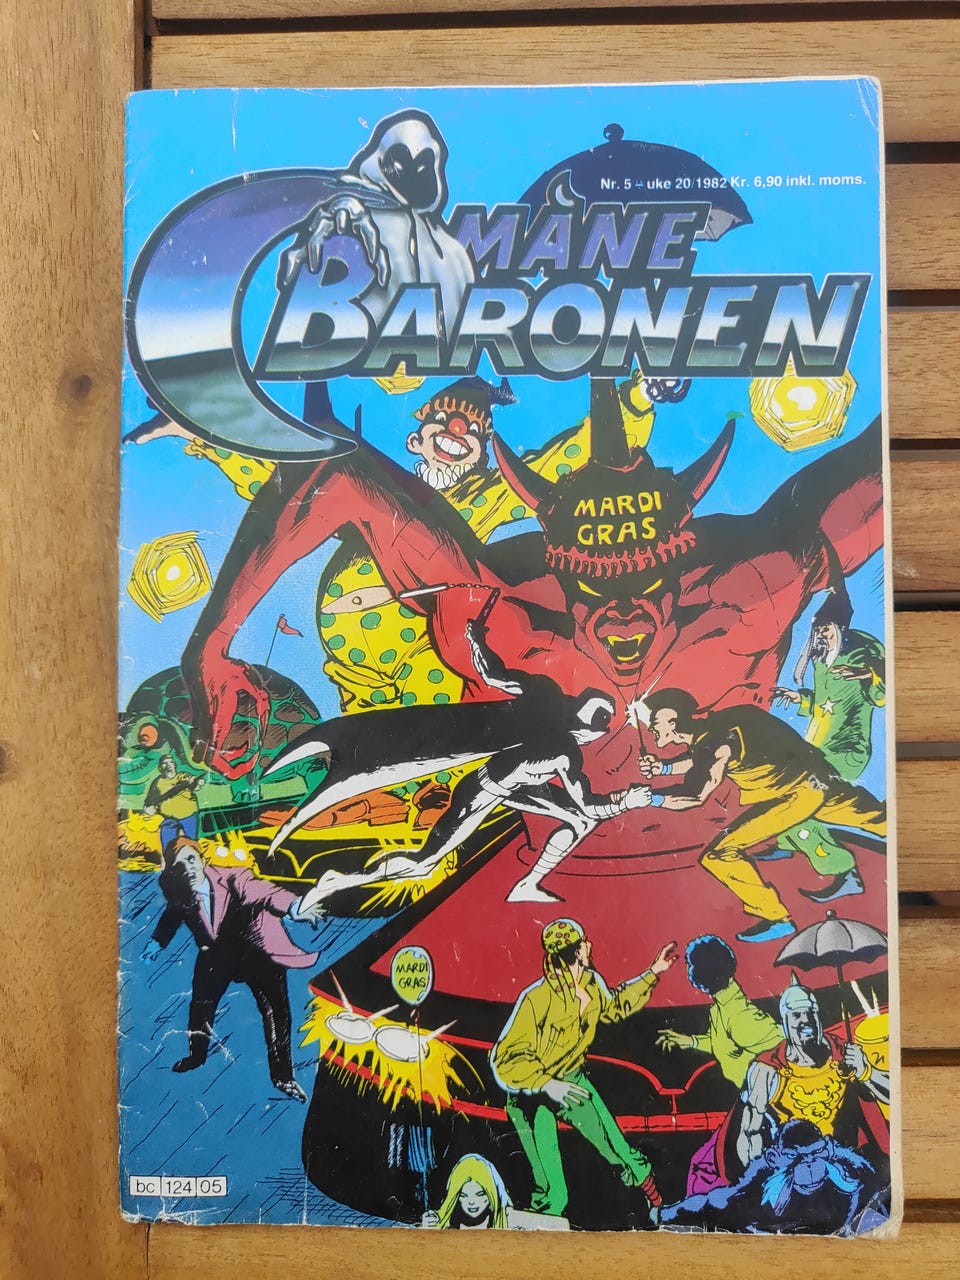 Nr. 5 - uke 20/1982 Kr. 6,90 inkl. moms.
MÅNE
BARONEN
MARDI
GRAS
MARDI
GRAS
bc 124 05